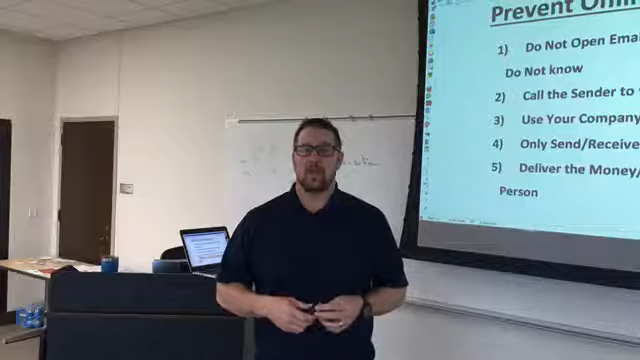 Prevent Onli
1) Do Not Open Emai
Do Not know
2) Call the Sender to
3) Use Your Company
4) Only Send/Receive
5) Deliver the Money/
Person